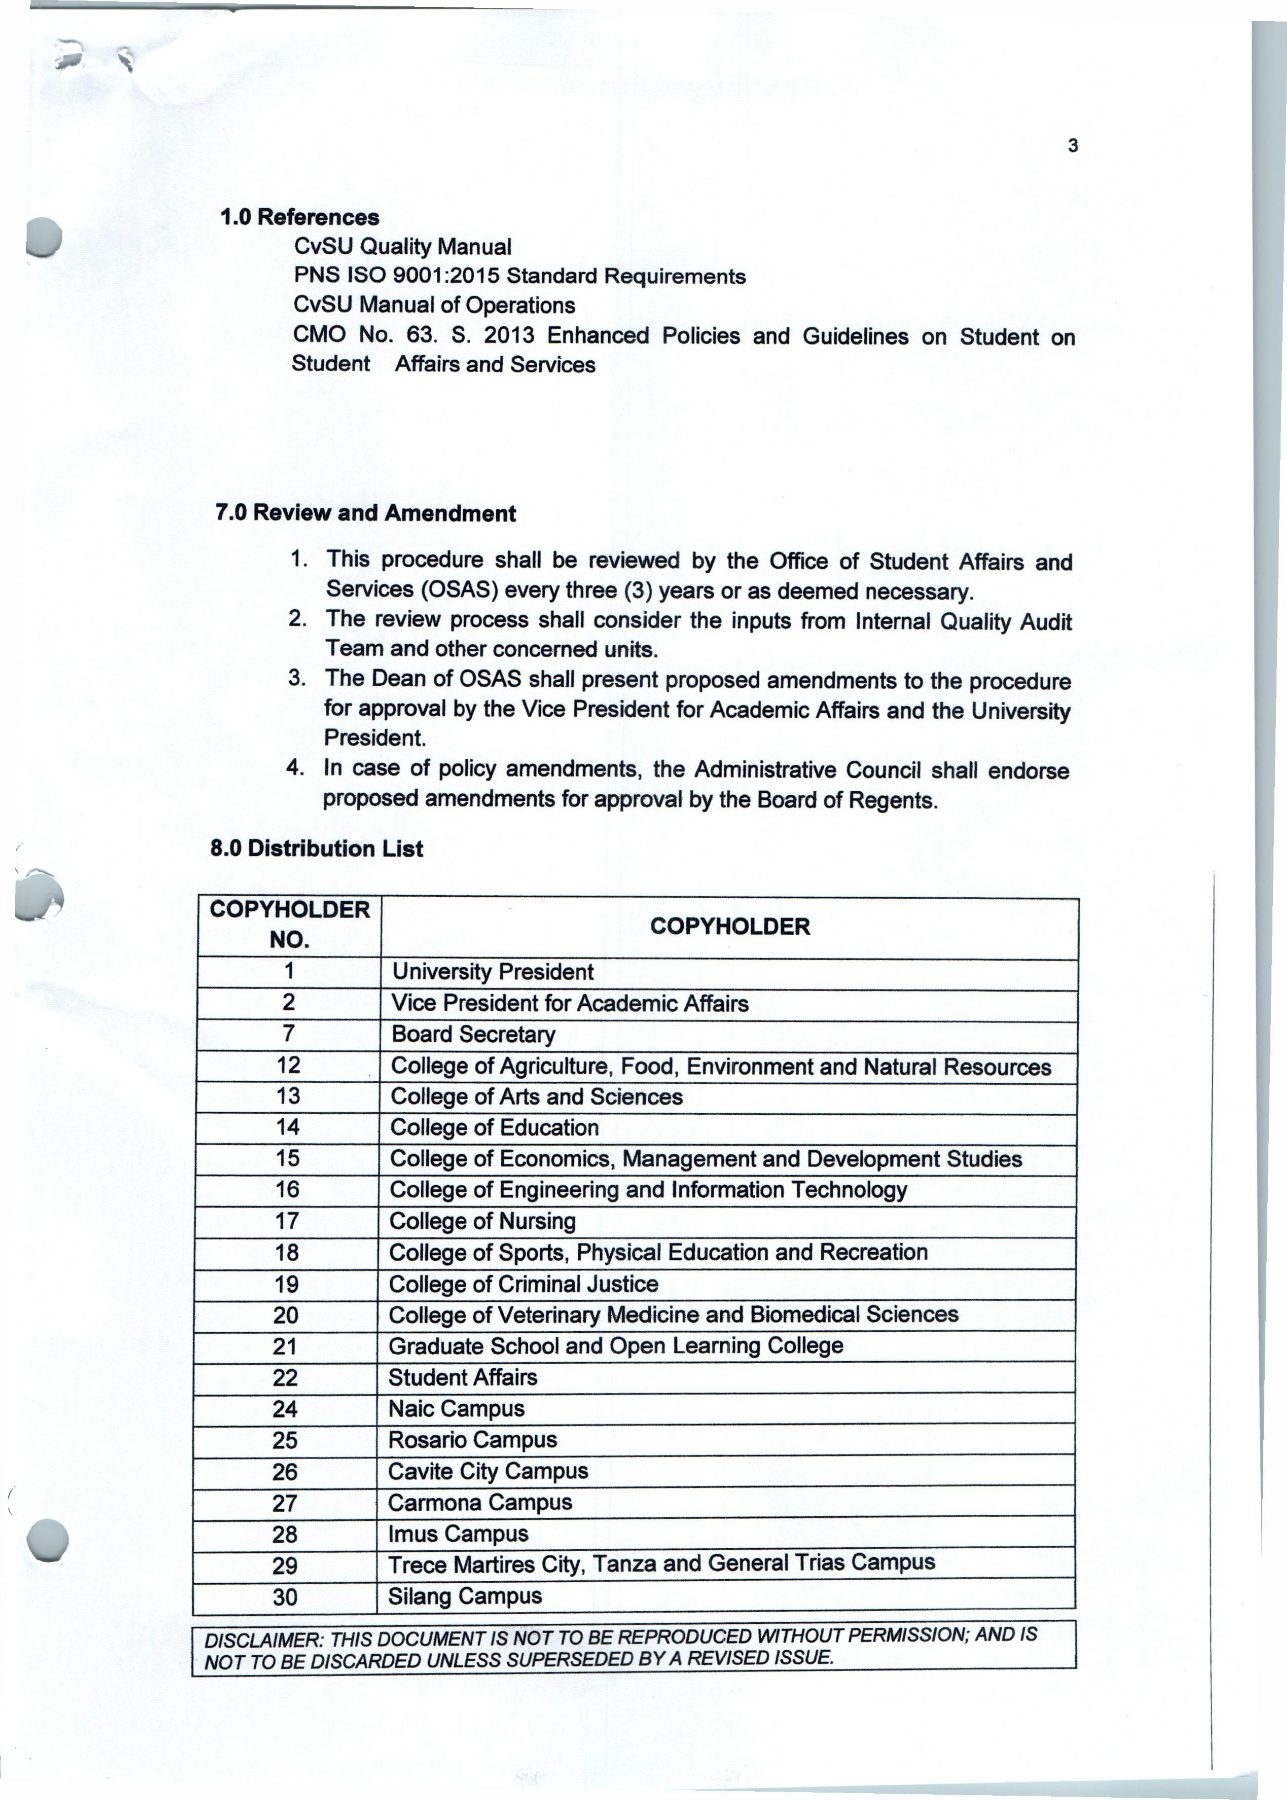 3
1.0 References
CvSU Quality Manual
PNS ISO 9001:2015 Standard Requirements
CvSU Manual of Operations
CMO No. 63. S. 2013 Enhanced Policies and Guidelines on Student on
Student Affairs and Services
7.0 Review and Amendment
1. This procedure shall be reviewed by the Office of Student Affairs and
Services (OSAS) every three (3) years or as deemed necessary.
2. The review process shall consider the inputs from Internal Quality Audit
Team and other concerned units.
3. The Dean of OSAS shall present proposed amendments to the procedure
for approval by the Vice President for Academic Affairs and the University
President.
4. In case of policy amendments, the Administrative Council shall endorse
proposed amendments for approval by the Board of Regents.
8.0 Distribution List
COPYHOLDER NO. COPYHOLDER
1 University President
2 Vice President for Academic Affairs
7 Board Secretary
12 College of Agriculture, Food, Environment and Natural Resources
13 College of Arts and Sciences
14 College of Education
15 College of Economics, Management and Development Studies
16 College of Engineering and Information Technology
17 College of Nursing
18 College of Sports, Physical Education and Recreation
19 College of Criminal Justice
20 College of Veterinary Medicine and Biomedical Sciences
21 Graduate School and Open Learning College
22 Student Affairs
24 Naic Campus
25 Rosario Campus
26 Cavite City Campus
27 Carmona Campus
28 Imus Campus
29 Trece Martires City, Tanza and General Trias Campus
30 Silang Campus
DISCLAIMER: THIS DOCUMENT IS NOT TO BE REPRODUCED WITHOUT PERMISSION; AND IS
NOT TO BE DISCARDED UNLESS SUPERSEDED BY A REVISED ISSUE.